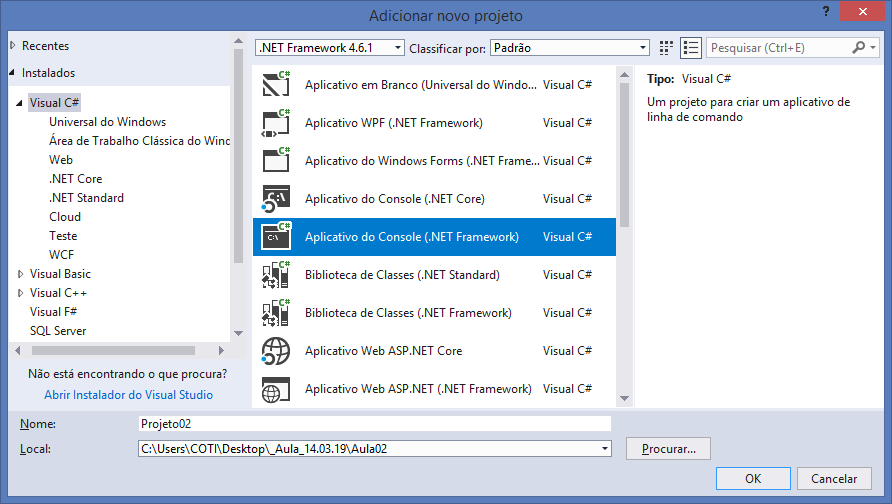 Adicionar novo projeto
?
Recentes
Instalados
Visual C#
Universal do Windows
Área de Trabalho Clássica do Winc
Web
.NET Core
.NET Standard
Cloud
Teste
WCF
Visual Basic
Visual C++
Visual F#
SQL Server
Não está encontrando o que procura?
Abrir Instalador do Visual Studio
.NET Framework 4.6.1 Classificar por: Padrão
Pesquisar (Ctrl+E)
Aplicativo em Branco (Universal do Windo... Visual C#
Aplicativo WPF (.NET Framework) Visual C#
Aplicativo do Windows Forms (.NET Frame... Visual C#
Aplicativo do Console (.NET Core) Visual C#
Aplicativo do Console (.NET Framework) Visual C#
Biblioteca de Classes (.NET Standard) Visual C#
Biblioteca de Classes (.NET Framework) Visual C#
Aplicativo Web ASP.NET Core Visual C#
Aplicativo Web ASP.NET (.NET Framework) Visual C#
Tipo: Visual C#
Um projeto para criar um aplicativo de
linha de comando
Nome: Projeto02
Local: C:\Users\COTI\Desktop\_Aula_14.03.19\Aula02
Procurar...
OK Cancelar